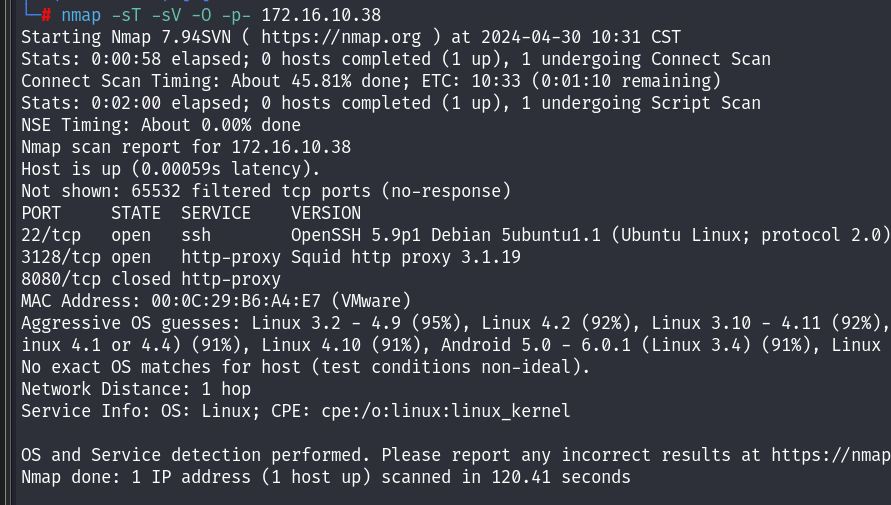 └─# nmap -sT -sV -O -p- 172.16.10.38
Starting Nmap 7.94SVN ( https://nmap.org ) at 2024-04-30 10:31 CST
Stats: 0:00:58 elapsed; 0 hosts completed (1 up), 1 undergoing Connect Scan
Connect Scan Timing: About 45.81% done; ETC: 10:33 (0:01:10 remaining)
Stats: 0:02:00 elapsed; 0 hosts completed (1 up), 1 undergoing Script Scan
NSE Timing: About 0.00% done
Nmap scan report for 172.16.10.38
Host is up (0.00059s latency).
Not shown: 65532 filtered tcp ports (no-response)
PORT     STATE  SERVICE    VERSION
22/tcp   open   ssh        OpenSSH 5.9p1 Debian 5ubuntu1.1 (Ubuntu Linux; protocol 2.0)
3128/tcp open   http-proxy Squid http proxy 3.1.19
8080/tcp closed http-proxy
MAC Address: 00:0C:29:B6:A4:E7 (VMware)
Aggressive OS guesses: Linux 3.2 - 4.9 (95%), Linux 4.2 (92%), Linux 3.10 - 4.11 (92%),
inux 4.1 or 4.4) (91%), Linux 4.10 (91%), Android 5.0 - 6.0.1 (Linux 3.4) (91%), Linux
No exact OS matches for host (test conditions non-ideal).
Network Distance: 1 hop
Service Info: OS: Linux; CPE: cpe:/o:linux:linux_kernel
OS and Service detection performed. Please report any incorrect results at https://nmap
Nmap done: 1 IP address (1 host up) scanned in 120.41 seconds